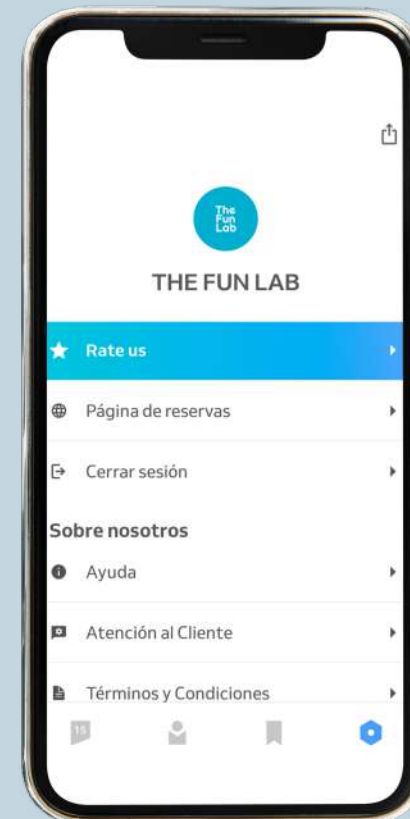 The
Fun
Lab
THE FUN LAB
Rate us
Página de reservas
Cerrar sesión
Sobre nosotros
Ayuda
Atención al Cliente
Términos y Condiciones
15